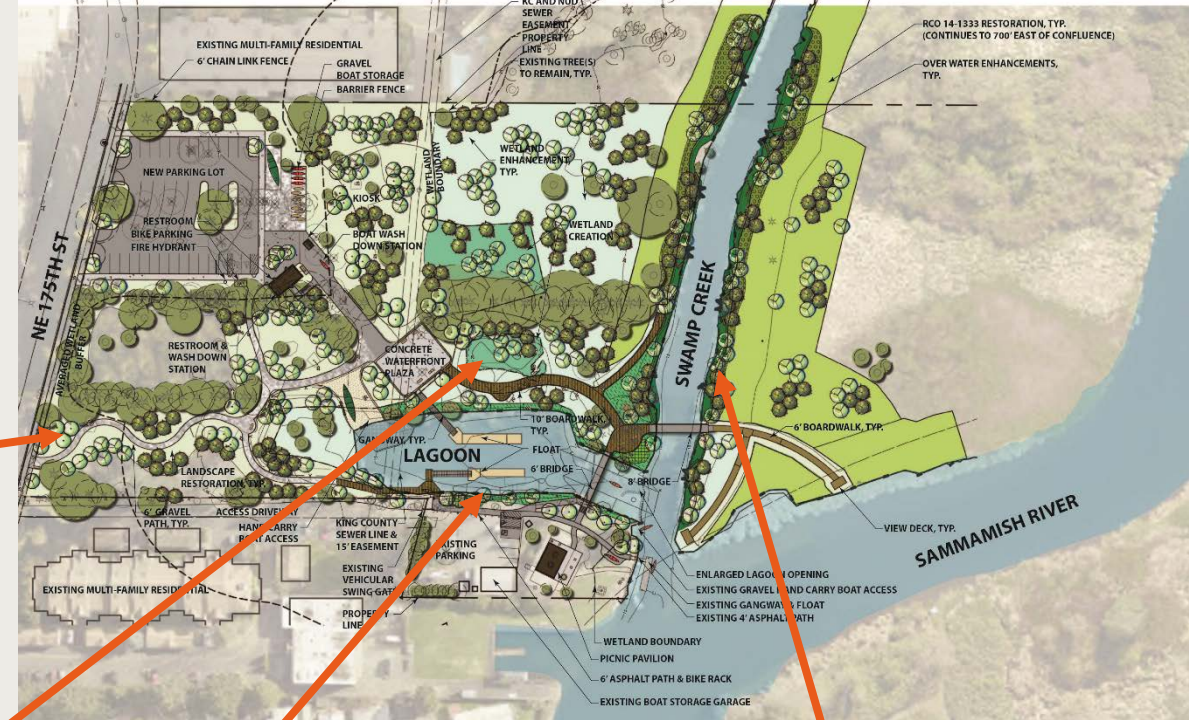 KC AND NUD
SEWER
EASEMENT
PROPERTY
LINE
EXISTING TREE(S)
TO REMAIN, TYP.
RCO 14-1333 RESTORATION, TYP.
(CONTINUES TO 700' EAST OF CONFLUENCE)
OVER WATER ENHANCEMENTS,
TYP.
EXISTING MULTI-FAMILY RESIDENTIAL
6' CHAIN LINK FENCE
GRAVEL
BOAT STORAGE
BARRIER FENCE
NEW PARKING LOT
WETLAND
BOUNDARY
WETLAND
ENHANCEMENT,
TYP.
KIOSK
RESTROOM
BIKE PARKING
FIRE HYDRANT
BOAT WASH
DOWN STATION
WETLAND
CREATION
NE 175TH ST
SWAMP CREEK
AVERAGED WETLAND
BUFFER
RESTROOM &
WASH DOWN
STATION
CONCRETE
WATERFRONT
PLAZA
10' BOARDWALK,
TYP.
6' BOARDWALK, TYP.
GANGWAY, TYP.
FLOAT
LAGOON
6' BRIDGE
8' BRIDGE
LANDSCAPE
RESTORATION, TYP.
6' GRAVEL
PATH, TYP.
ACCESS DRIVEWAY
HAND CARRY
BOAT ACCESS
KING COUNTY
SEWER LINE &
15' EASEMENT
EXISTING
PARKING
VIEW DECK, TYP.
SAMMAMISH RIVER
EXISTING
VEHICULAR
SWING GATE
EXISTING MULTI-FAMILY RESIDENTIAL
PROPERTY
LINE
ENLARGED LAGOON OPENING
EXISTING GRAVEL HAND CARRY BOAT ACCESS
EXISTING GANGWAY & FLOAT
EXISTING 4' ASPHALT PATH
WETLAND BOUNDARY
PICNIC PAVILION
6' ASPHALT PATH & BIKE RACK
EXISTING BOAT STORAGE GARAGE